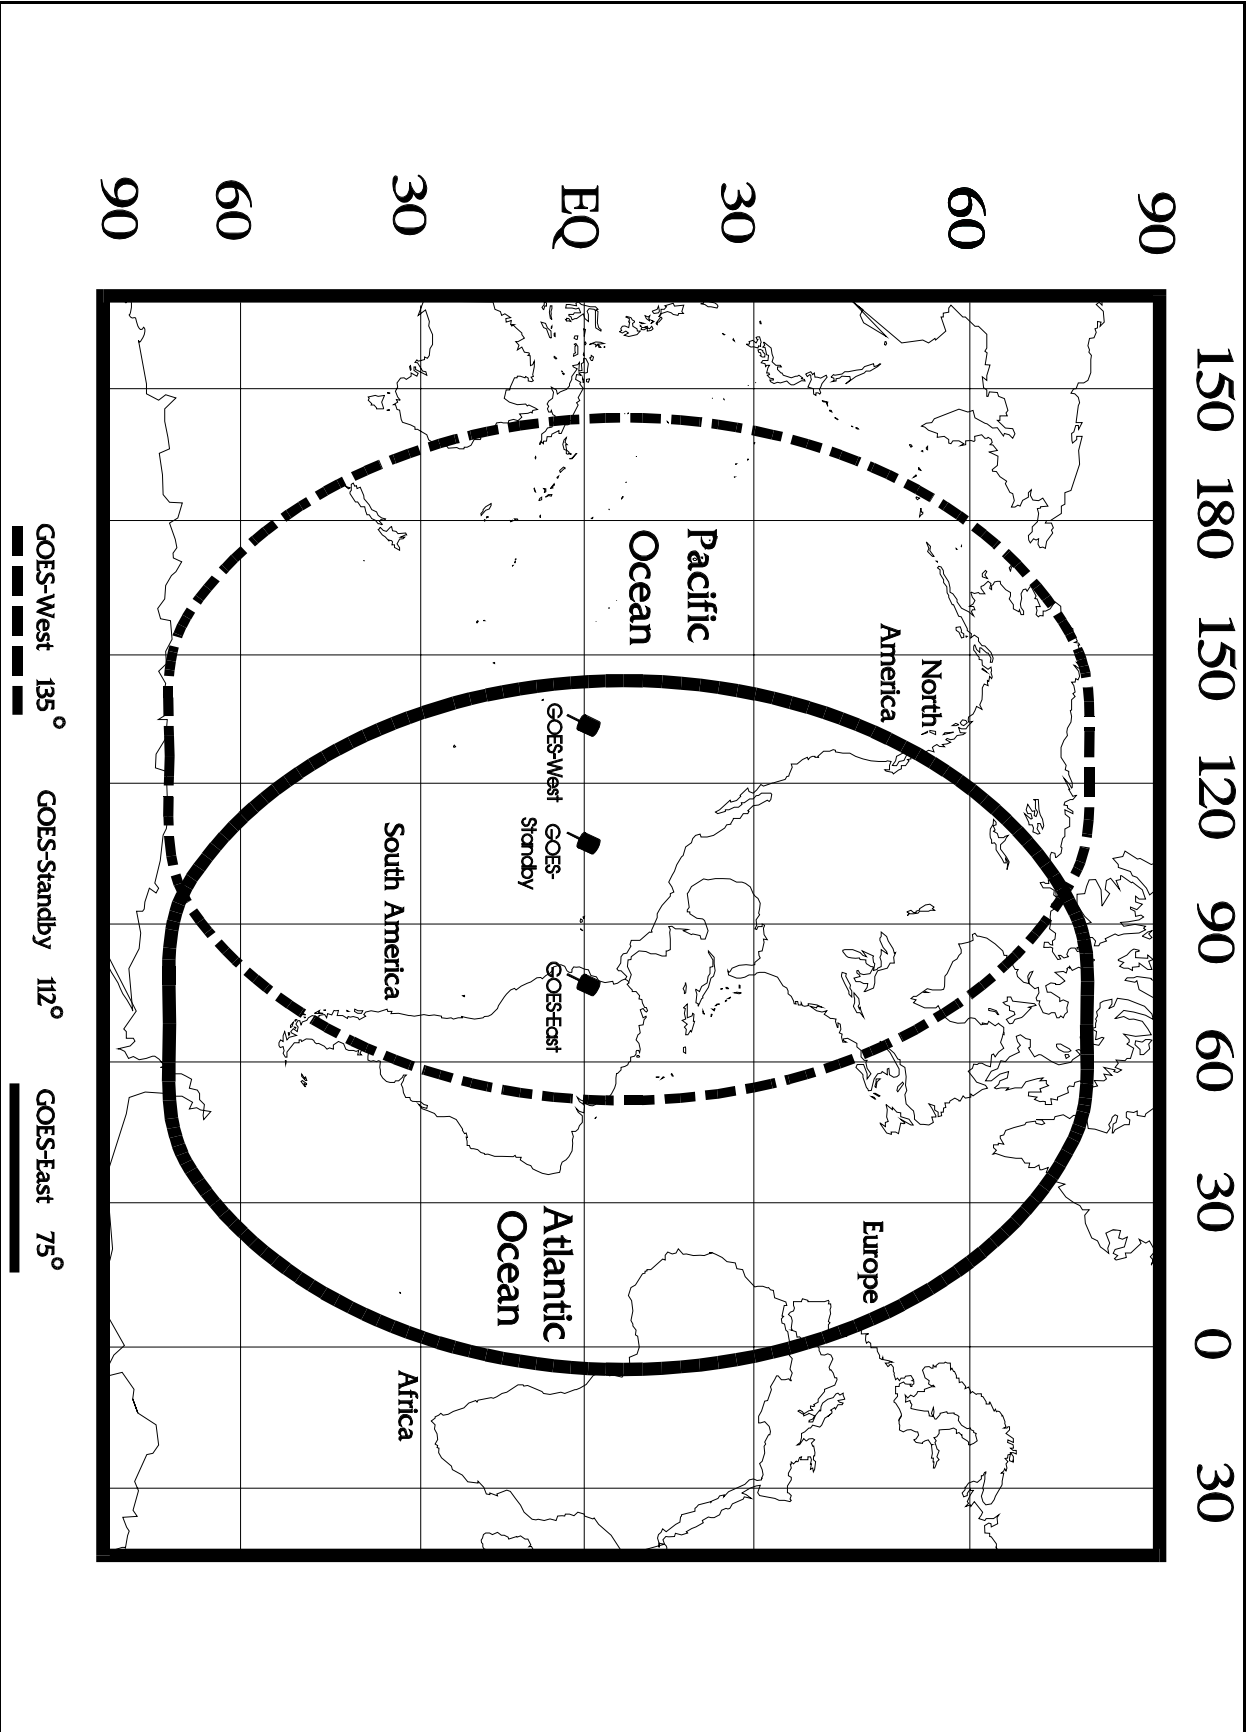 150 180 150 120 90 60 30 0 30
90
60
30
EQ
30
60
90
North
America
Europe
Pacific
Ocean
GOES-West
GOES-
Standby
GOES-East
Atlantic
Ocean
South America
Africa
GOES-West 135° GOES-Standby 112° GOES-East 75°